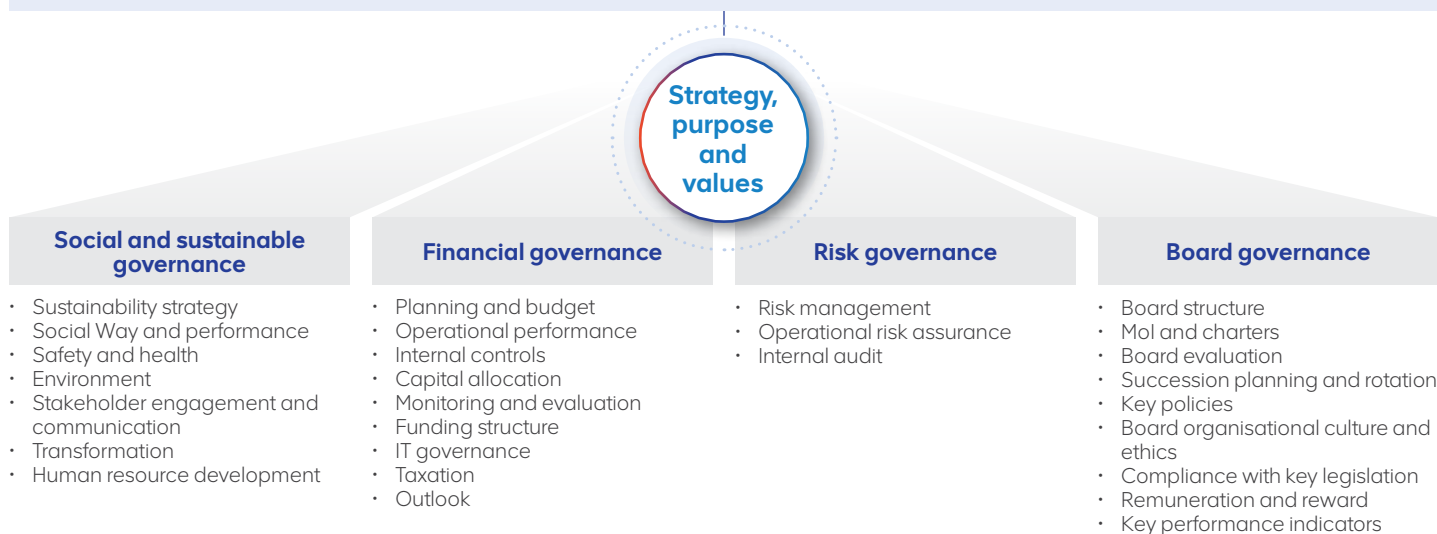 Strategy,
purpose
and
values
Social and sustainable
governance
• Sustainability strategy
• Social Way and performance
• Safety and health
• Environment
• Stakeholder engagement and
communication
• Transformation
• Human resource development
Financial governance
• Planning and budget
• Operational performance
• Internal controls
• Capital allocation
• Monitoring and evaluation
• Funding structure
• IT governance
• Taxation
• Outlook
Risk governance
• Risk management
• Operational risk assurance
• Internal audit
Board governance
• Board structure
• MoI and charters
• Board evaluation
• Succession planning and rotation
• Key policies
• Board organisational culture and
ethics
• Compliance with key legislation
• Remuneration and reward
• Key performance indicators